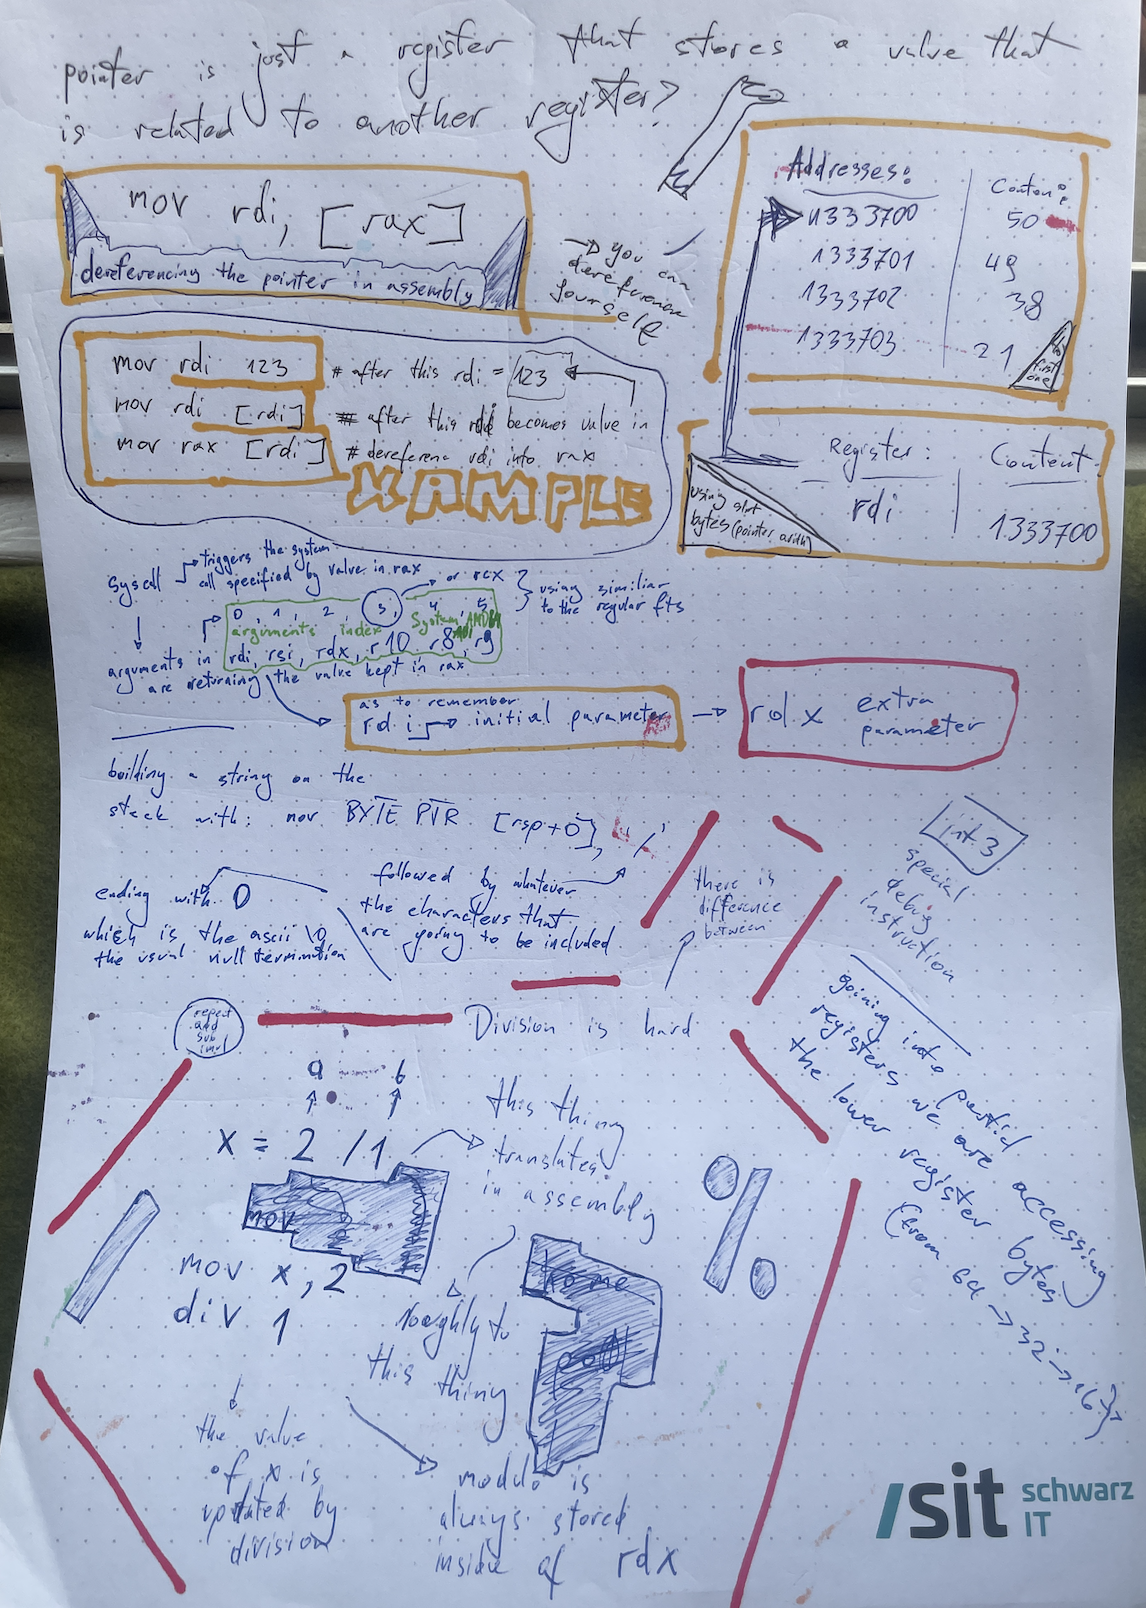 pointer is just a register that stores a value that
is related to another register?
mov rdi, [rax]
dereferencing the pointer in assembly
→ you can
dereference
yourself
Addresses:
Content:
1333700
50
1333701
49
1333702
38
1333703
21
to
first
one
mov rdi 123
# after this rdi = 123
mov rdi [rdi]
# after this rdi becomes value in
mov rax [rdi]
# dereferenc rdi into rax
XAMPLE
Register:
Content
rdi
1333700
using
bytes (pointer arith)
Syscall
triggers the system
call specified by value in rax
or rcx
using similiar
to the regular fts
0, 1, 2, 3, 4, 5
arguments index
System AMD64
ABI
arguments in rdi, rsi, rdx, r10, r8, r9
are returning the value kept in rax
as to remember
rdi → initial parameter
→ rdx extra
parameter
building a string on the
stack with: mov BYTE PTR [rsp+0], ' '
ending with 0
which is the ascii \0
the usual null termination
followed by whatever
the characters that
are going to be included
there is
difference
between
int 3
special
debug
instruction
going into partial
registers we are accessing
the lower register bytes
(from 64 → 32 → 16)
repeat
and
sub
Division is hard
a b
x = 2 / 1
this thing
translates
in assembly
mov
mov x, 2
div 1
roughly to
this thing
%
the value
of x is
updated by
division
modulo is
always stored
inside of rdx
/sit schwarz
IT